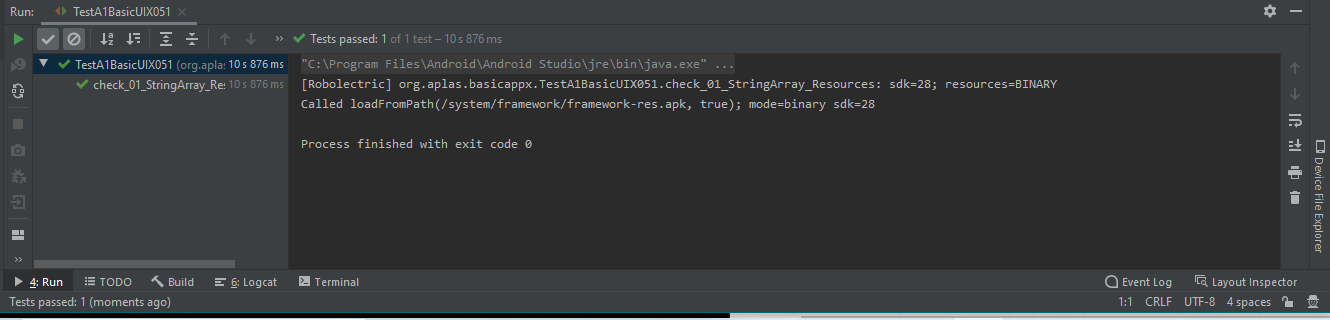 Run: TestA1BasicUIX051
Tests passed: 1 of 1 test – 10 s 876 ms
TestA1BasicUIX051 (org.aplas. 10 s 876 ms
check_01_StringArray_Re: 10 s 876 ms
"C:\Program Files\Android\Android Studio\jre\bin\java.exe" ...
[Robolectric] org.aplas.basicappx.TestA1BasicUIX051.check_01_StringArray_Resources: sdk=28; resources=BINARY
Called loadFromPath(/system/framework/framework-res.apk, true); mode=binary sdk=28
Process finished with exit code 0
Device File Explorer
4: Run TODO Build 6: Logcat Terminal Event Log Layout Inspector
Tests passed: 1 (moments ago) 1:1 CRLF UTF-8 4 spaces